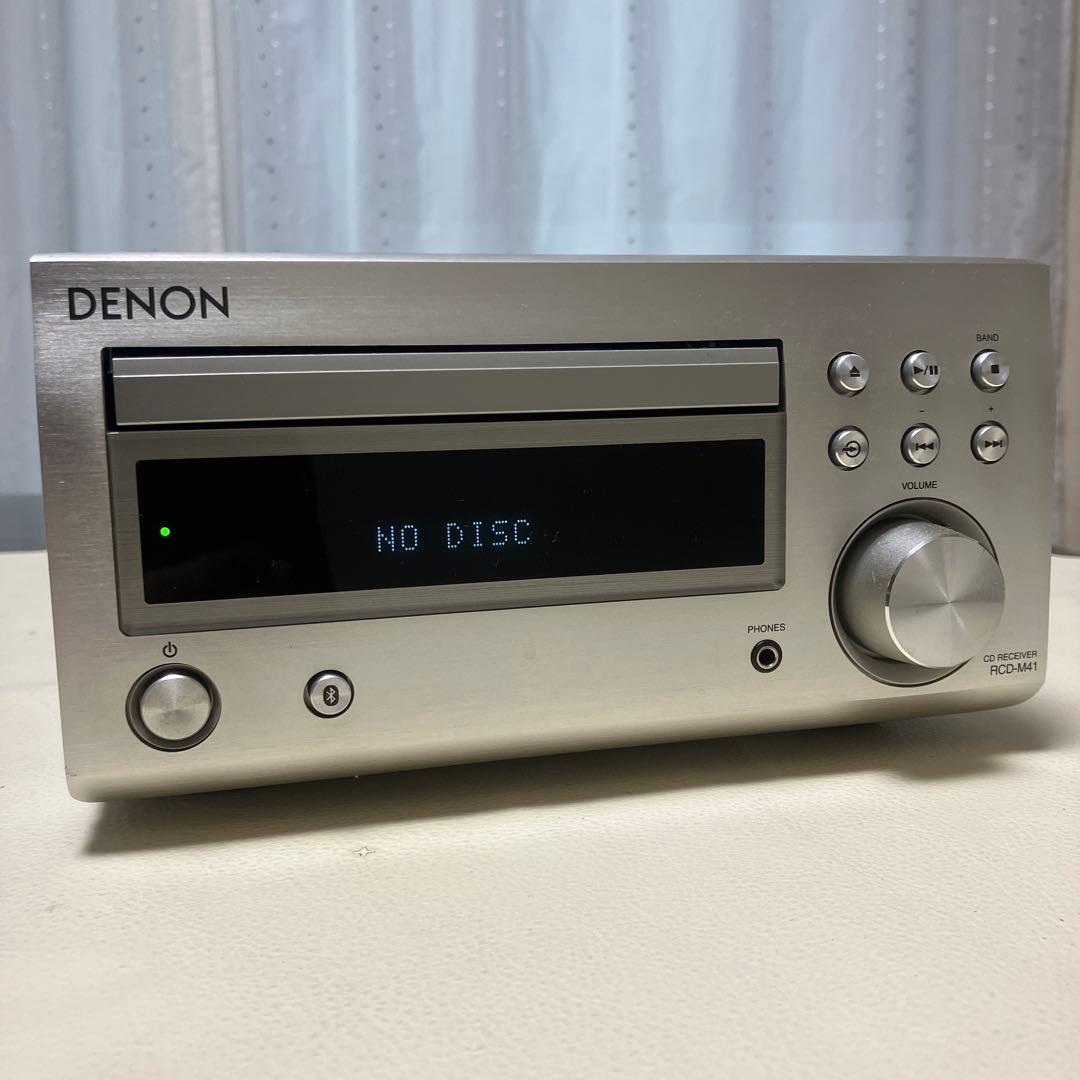 DENON
BAND
- +
VOLUME
NO DISC
PHONES
CD RECEIVER
RCD-M41